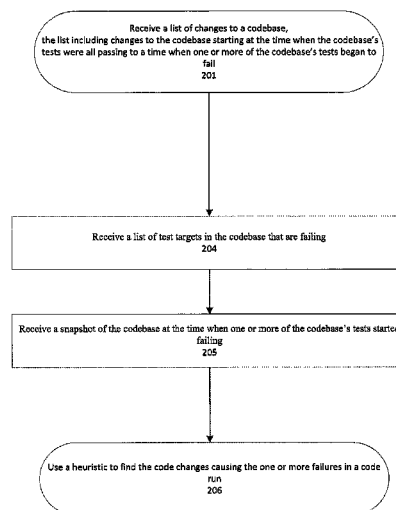 Receive a list of changes to a codebase,
the list including changes to the codebase starting at the time when the codebase's
tests were all passing to a time when one or more of the codebase's tests began to
fail
201
Receive a list of test targets in the codebase that are failing
204
Receive a snapshot of the codebase at the time when one or more of the codebase's tests started
failing
205
Use a heuristic to find the code changes causing the one or more failures in a code
run
206